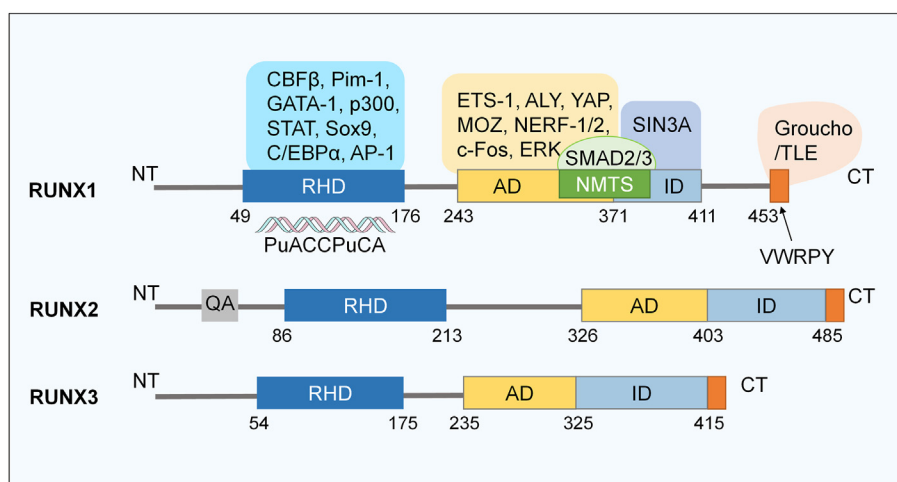 CBFβ, Pim-1,
GATA-1, p300,
STAT, Sox9,
C/EBPα, AP-1
ETS-1, ALY, YAP,
MOZ, NERF-1/2,
c-Fos, ERK
SIN3A
SMAD2/3
Groucho
/TLE
RUNX1
NT
RHD
AD
NMTS
ID
CT
49
176
243
371
411
453
PuACCPuCA
VWRPY
RUNX2
NT
QA
RHD
AD
ID
CT
86
213
326
403
485
RUNX3
NT
RHD
AD
ID
CT
54
175
235
325
415